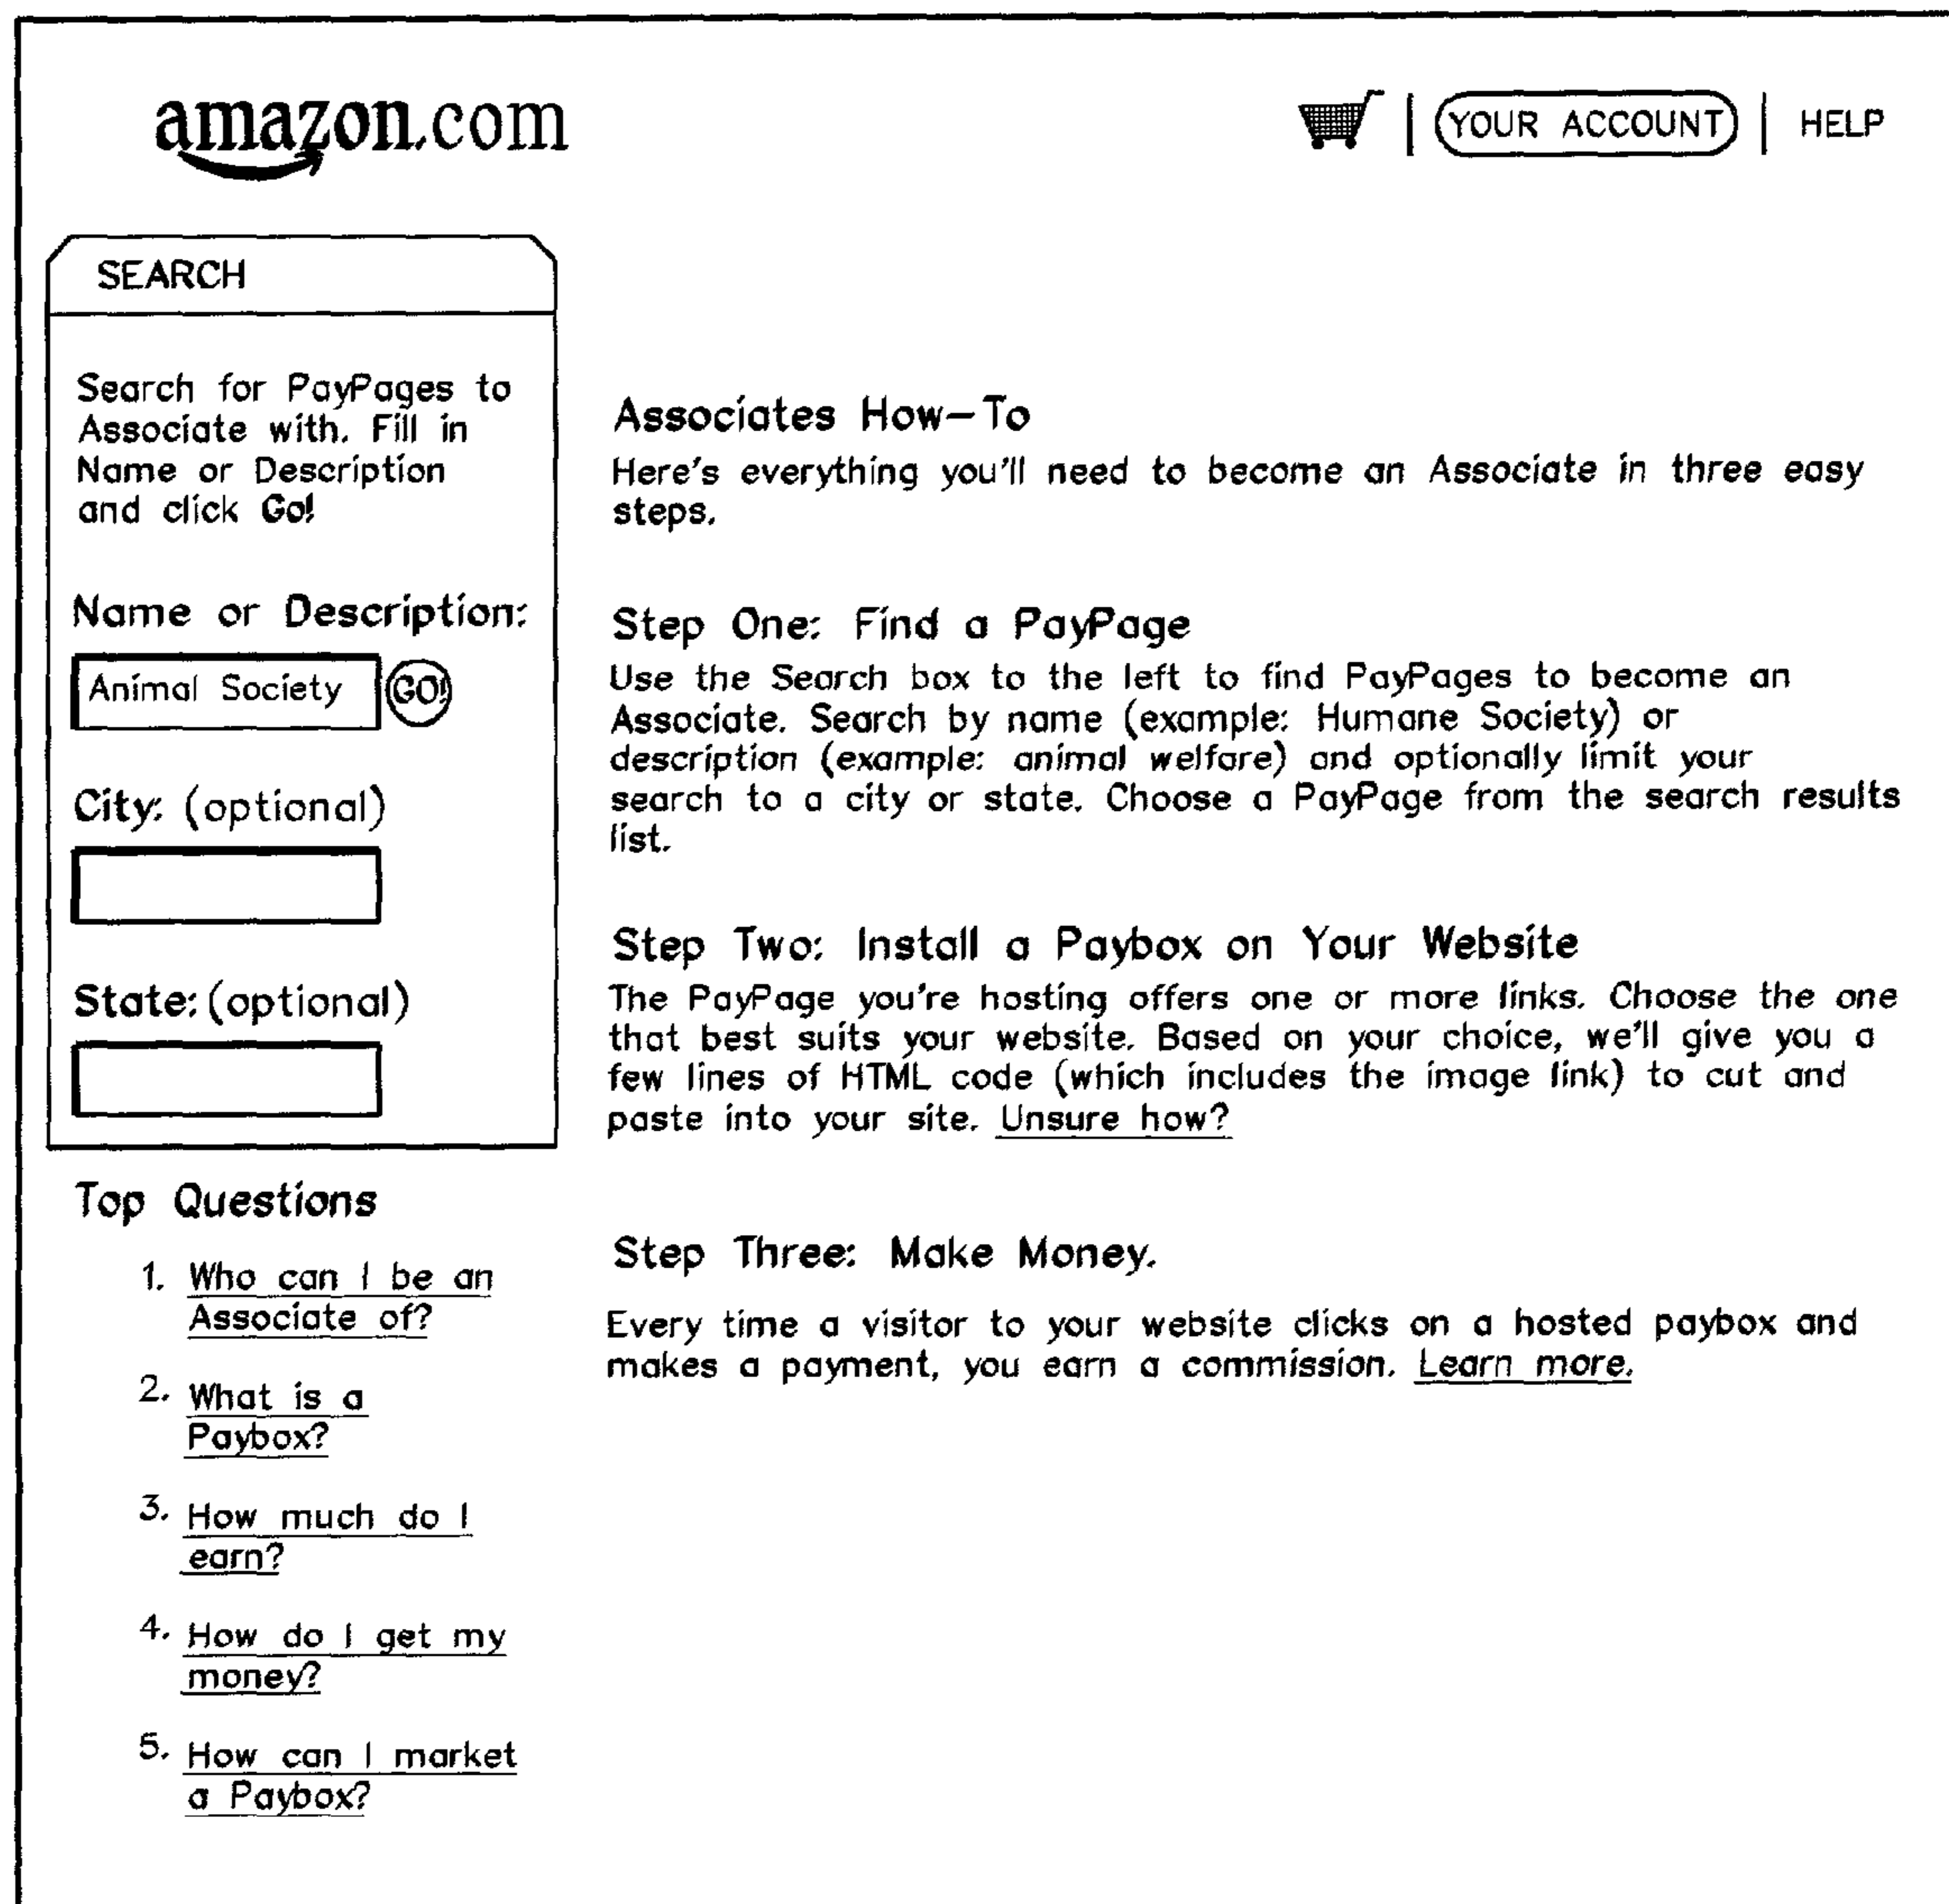 amazon.com
YOUR ACCOUNT | HELP
SEARCH
Search for PayPages to
Associate with. Fill in
Name or Description
and click Go!
Name or Description:
Animal Society GO!
City: (optional)
State: (optional)
Top Questions
1. Who can I be an
Associate of?
2. What is a
Paybox?
3. How much do I
earn?
4. How do I get my
money?
5. How can I market
a Paybox?
Associates How-To
Here's everything you'll need to become an Associate in three easy
steps.
Step One: Find a PayPage
Use the Search box to the left to find PayPages to become an
Associate. Search by name (example: Humane Society) or
description (example: animal welfare) and optionally limit your
search to a city or state. Choose a PayPage from the search results
list.
Step Two: Install a Paybox on Your Website
The PayPage you're hosting offers one or more links. Choose the one
that best suits your website. Based on your choice, we'll give you a
few lines of HTML code (which includes the image link) to cut and
paste into your site. Unsure how?
Step Three: Make Money.
Every time a visitor to your website clicks on a hosted paybox and
makes a payment, you earn a commission. Learn more.